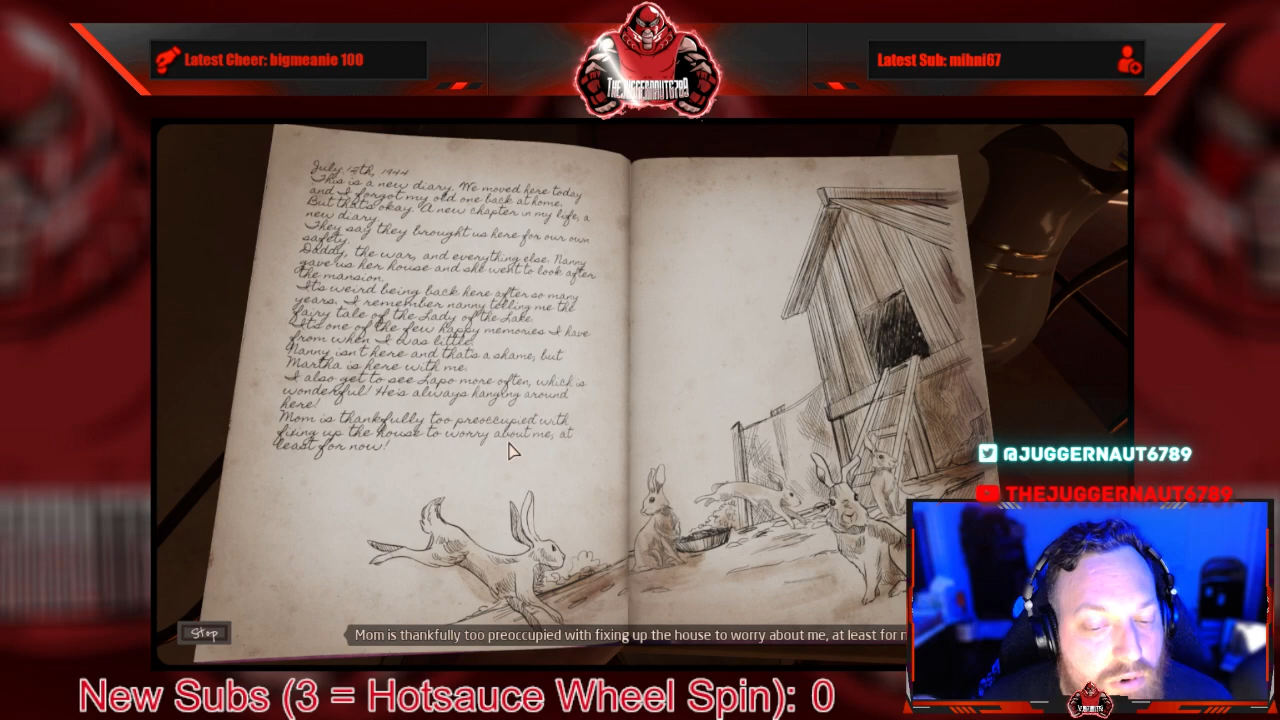 Latest Cheer: bigmeanie 100
Latest Sub: mihni67
TheJuggernaut6789
This is a new diary. We moved here today
and I forgot my old one back at home.
But that's okay. A new chapter in my life, a
new diary.
They say they brought us here for our own
safety.
Daddy, the war, and everything else. Nanny
gave us her house and she went to look after
the mansion.
It's weird being back here after so many
years. I remember nanny telling me the
fairy tale of the Lady of the Lake.
It's one of the few happy memories I have
from when I was little.
Nanny isn't here and that's a shame, but
Martha is here with me.
I also get to see Lapo more often, which is
wonderful! He's always hanging around
here!
Mom is thankfully too preoccupied with
fixing up the house to worry about me, at
least for now!
@JUGGERNAUT6789
THEJUGGERNAUT6789
Stop
Mom is thankfully too preoccupied with fixing up the house to worry about me, at least for n
New Subs (3 = Hotsauce Wheel Spin): 0